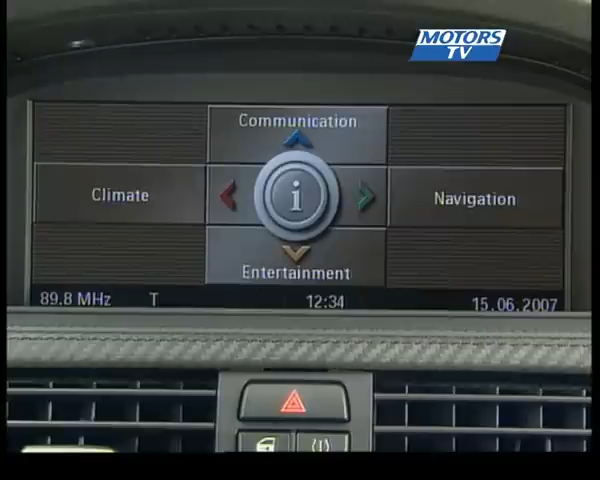 MOTORS
TV
Communication
Climate
i
Navigation
Entertainment
89.8 MHz T 12:34 15.06.2007